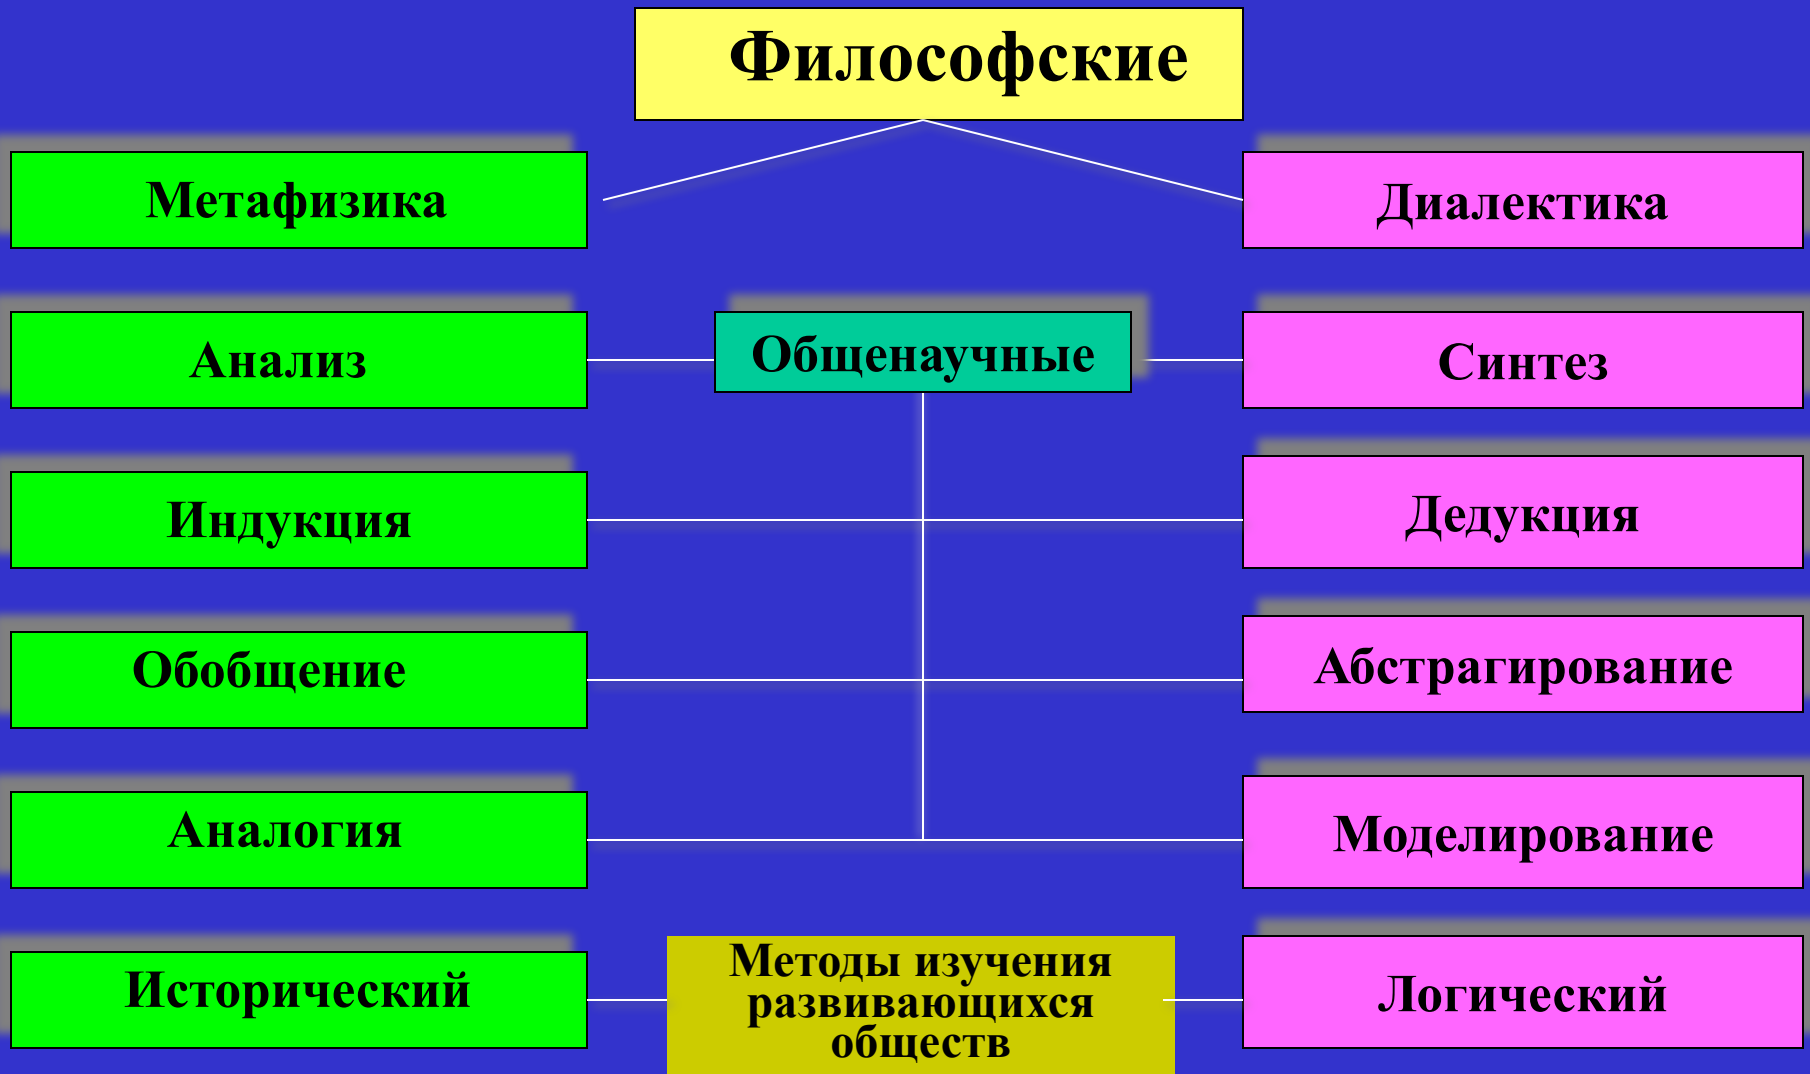 Философские
Метафизика
Диалектика
Анализ
Общенаучные
Синтез
Индукция
Дедукция
Обобщение
Абстрагирование
Аналогия
Моделирование
Исторический
Методы изучения
развивающихся
обществ
Логический